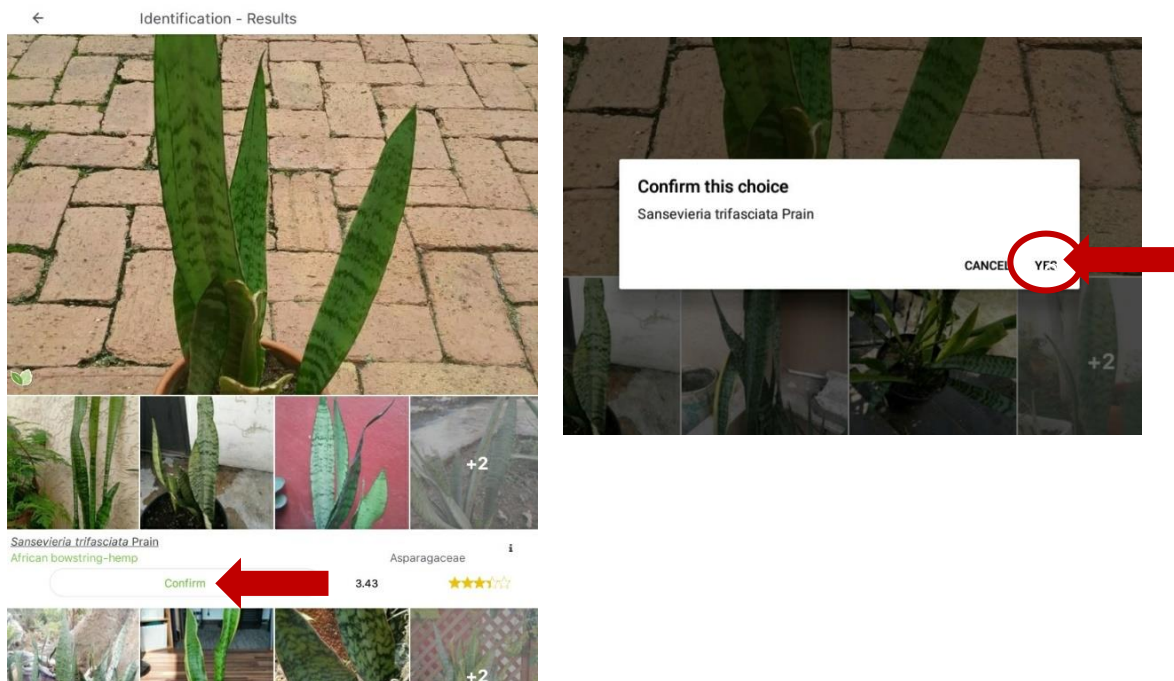 Identification - Results
+2
Sansevieria trifasciata Prain
African bowstring-hemp
Asparagaceae
i
Confirm
3.43
+2
Confirm this choice
Sansevieria trifasciata Prain
CANCEL
YES
+2